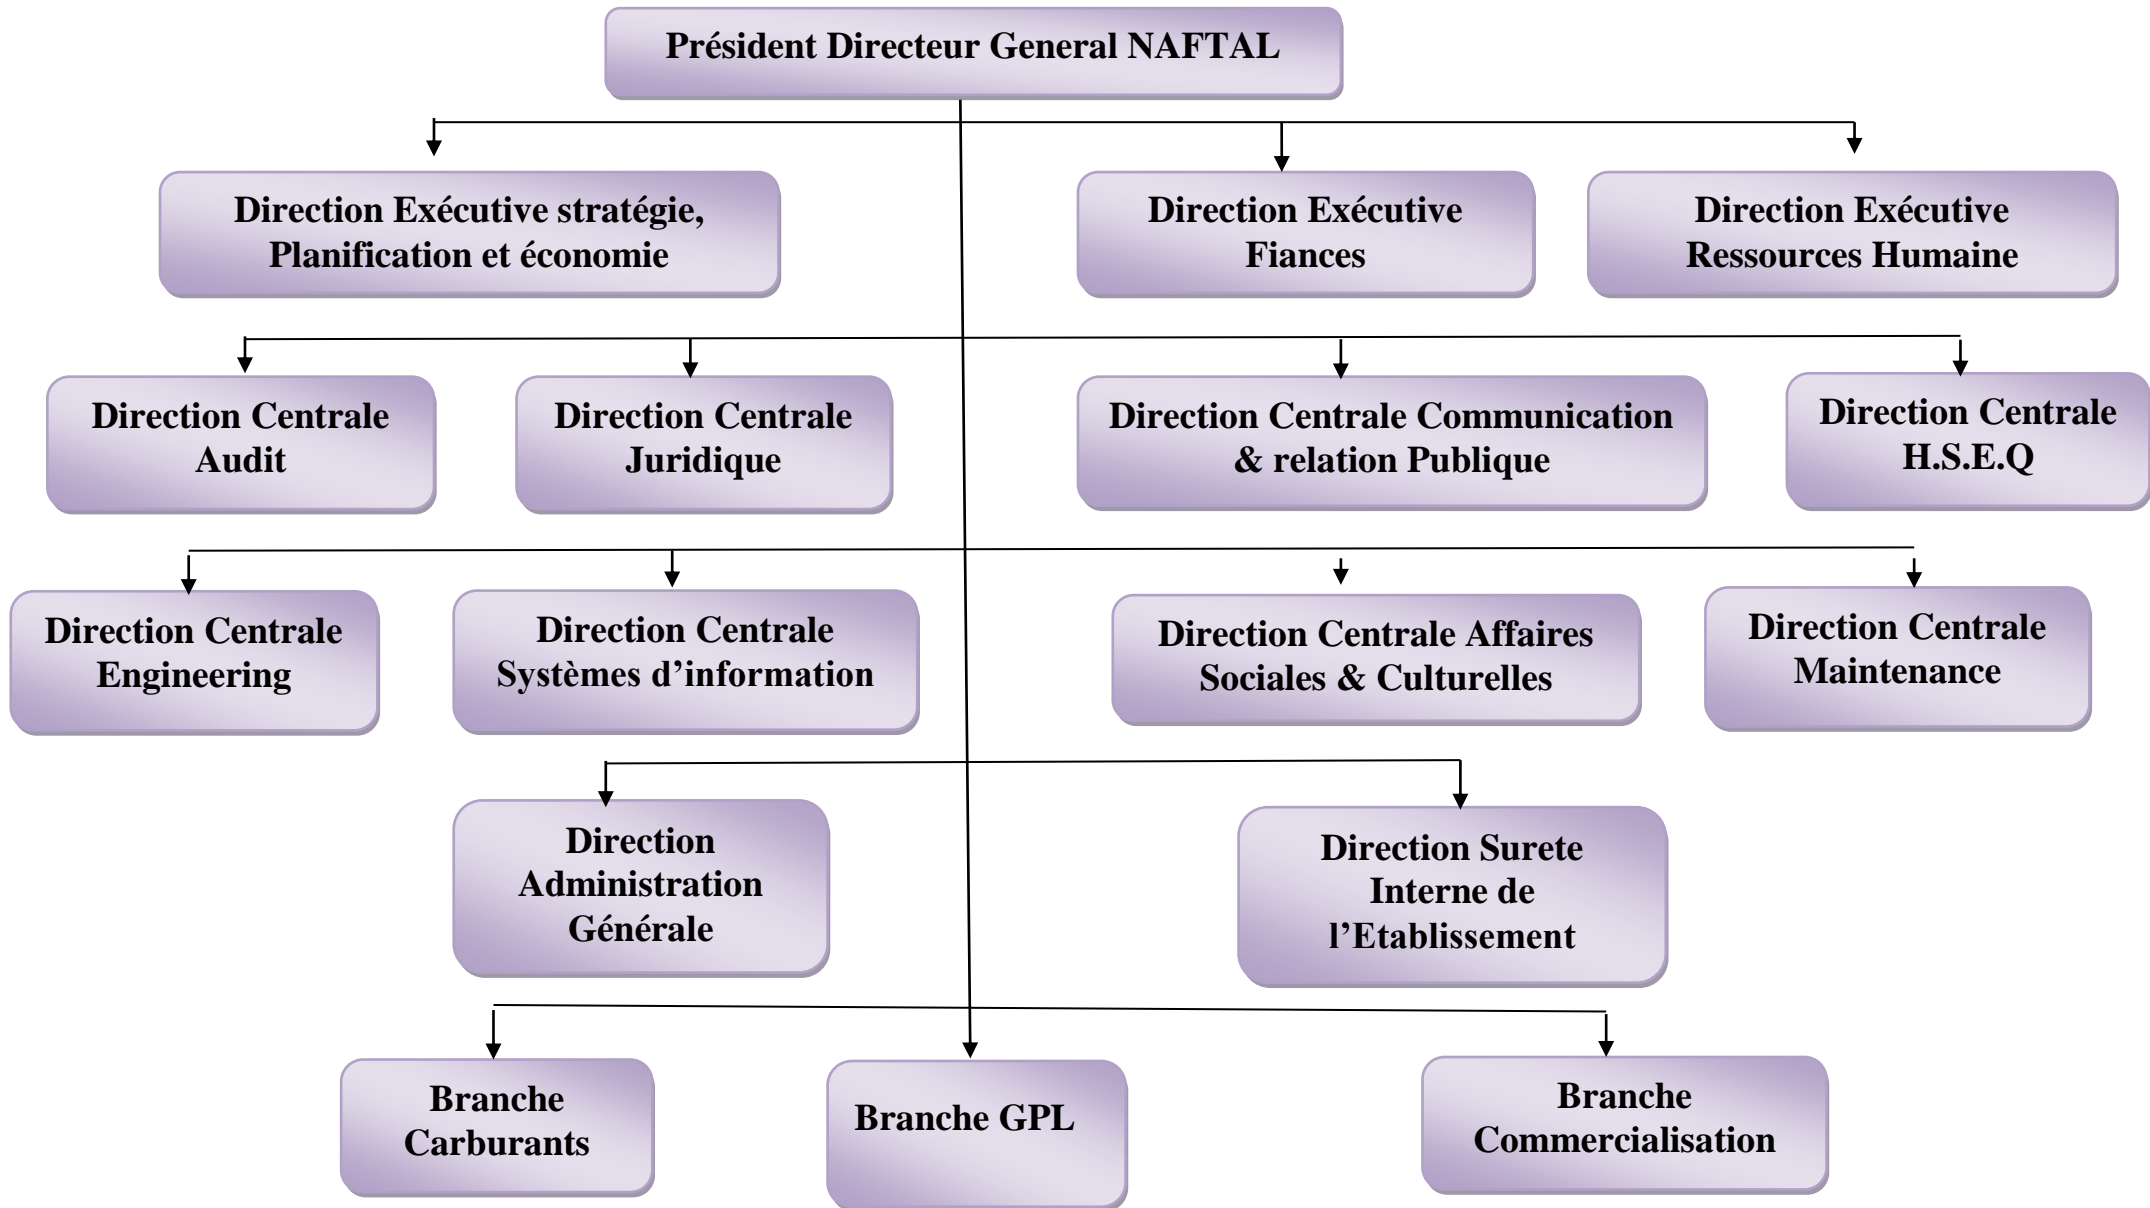 Président Directeur General NAFTAL
Direction Exécutive stratégie,
Planification et économie
Direction Exécutive
Fiances
Direction Exécutive
Ressources Humaine
Direction Centrale
Audit
Direction Centrale
Juridique
Direction Centrale Communication
& relation Publique
Direction Centrale
H.S.E.Q
Direction Centrale
Engineering
Direction Centrale
Systèmes d’information
Direction Centrale Affaires
Sociales & Culturelles
Direction Centrale
Maintenance
Direction
Administration
Générale
Direction Surete
Interne de
l’Etablissement
Branche
Carburants
Branche GPL
Branche
Commercialisation